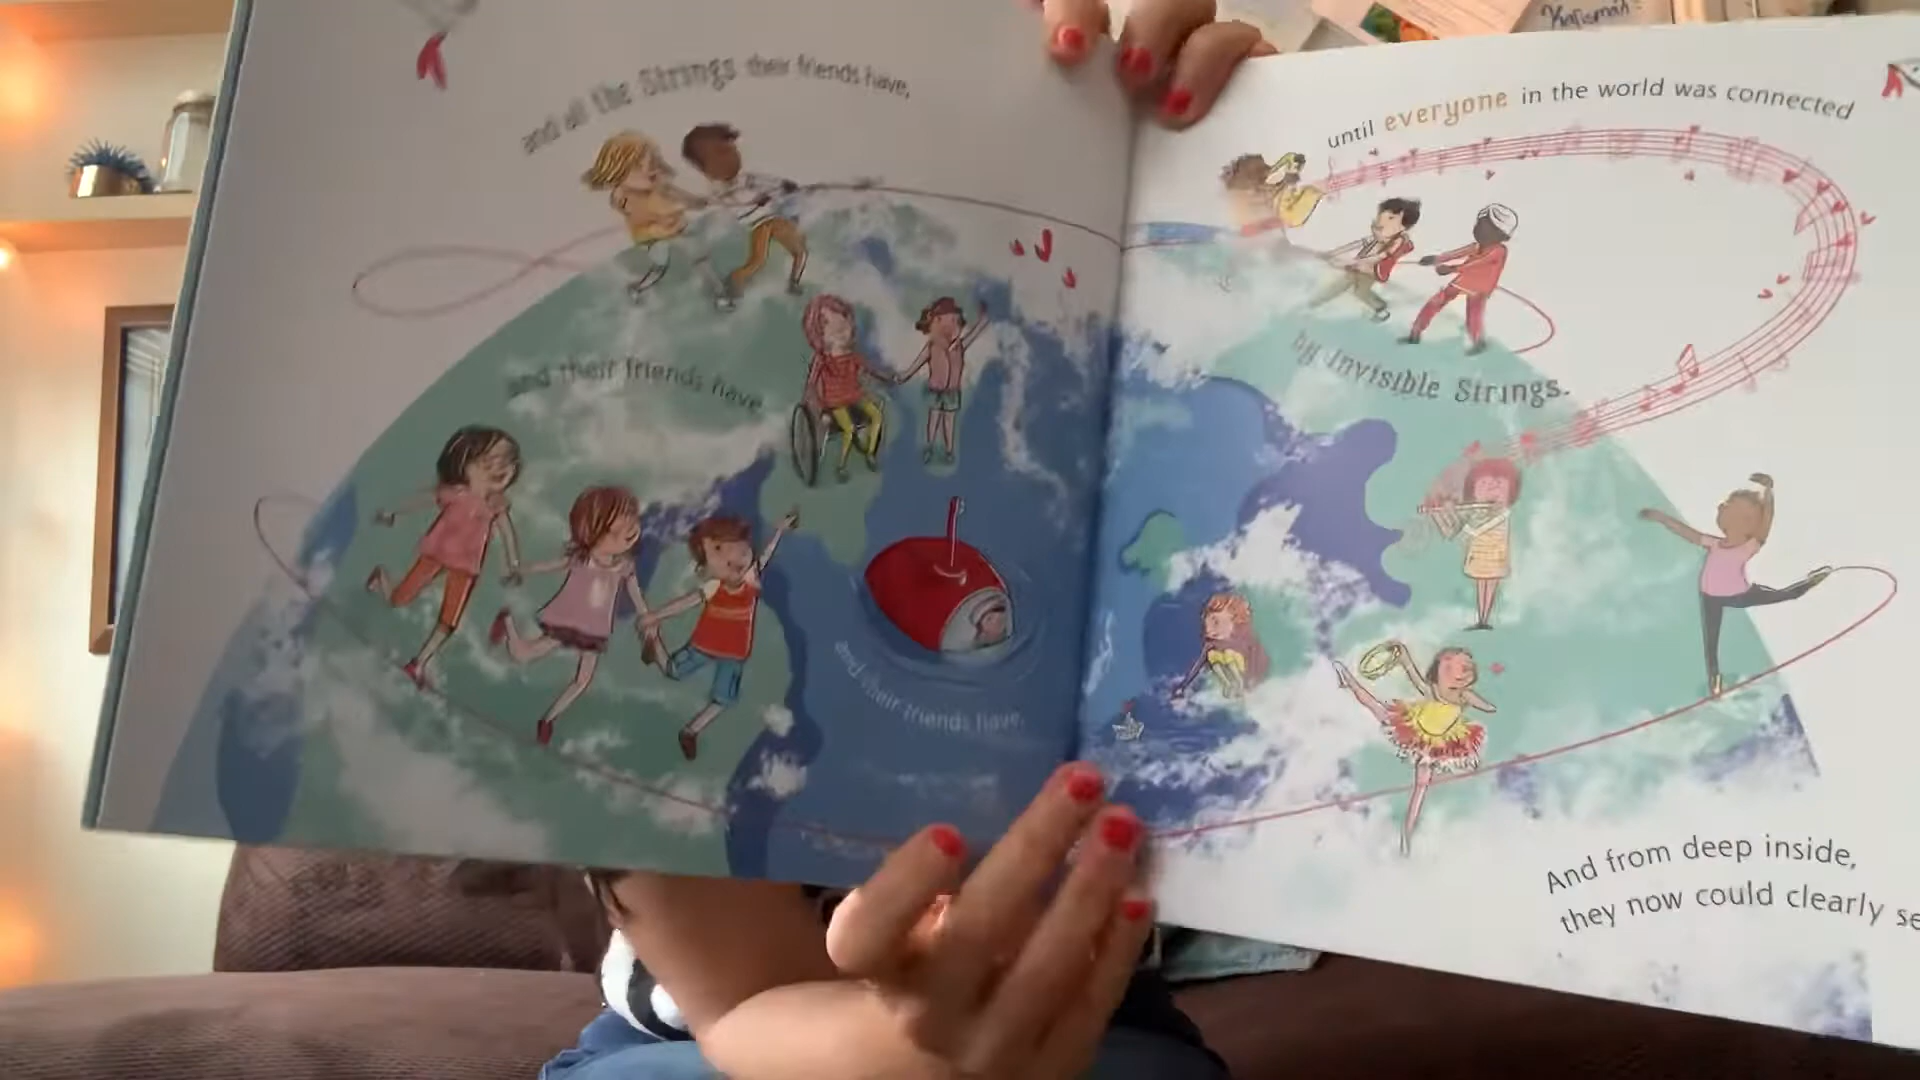 and all the Strings their friends have,
and their friends have
and their friends have,
until everyone in the world was connected
by Invisible Strings.
And from deep inside,
they now could clearly se